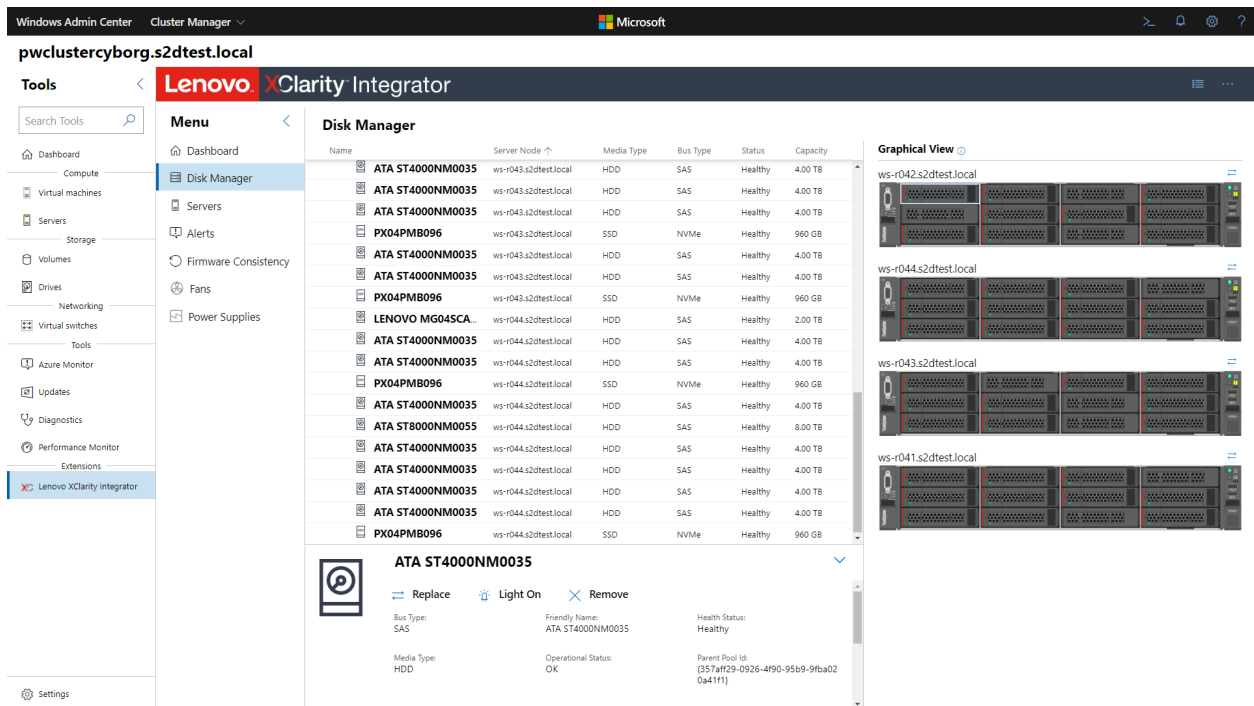 Windows Admin Center Cluster Manager Microsoft
pwclustercyborg.s2dtest.local
Tools
Search Tools
Dashboard
Compute
Virtual machines
Servers
Storage
Volumes
Drives
Networking
Virtual switches
Tools
Azure Monitor
Updates
Diagnostics
Performance Monitor
Extensions
XC Lenovo XClarity Integrator
Settings
Lenovo. XClarity Integrator
Menu
Dashboard
Disk Manager
Servers
Alerts
Firmware Consistency
Fans
Power Supplies
Disk Manager
Name Server Node Media Type Bus Type Status Capacity
ATA ST4000NM0035 ws-r043.s2dtest.local HDD SAS Healthy 4.00 TB
ATA ST4000NM0035 ws-r043.s2dtest.local HDD SAS Healthy 4.00 TB
ATA ST4000NM0035 ws-r043.s2dtest.local HDD SAS Healthy 4.00 TB
PX04PMB096 ws-r043.s2dtest.local SSD NVMe Healthy 960 GB
ATA ST4000NM0035 ws-r043.s2dtest.local HDD SAS Healthy 4.00 TB
ATA ST4000NM0035 ws-r043.s2dtest.local HDD SAS Healthy 4.00 TB
PX04PMB096 ws-r043.s2dtest.local SSD NVMe Healthy 960 GB
LENOVO MG04SCA... ws-r044.s2dtest.local HDD SAS Healthy 2.00 TB
ATA ST4000NM0035 ws-r044.s2dtest.local HDD SAS Healthy 4.00 TB
ATA ST4000NM0035 ws-r044.s2dtest.local HDD SAS Healthy 4.00 TB
PX04PMB096 ws-r044.s2dtest.local SSD NVMe Healthy 960 GB
ATA ST4000NM0035 ws-r044.s2dtest.local HDD SAS Healthy 4.00 TB
ATA ST8000NM0055 ws-r044.s2dtest.local HDD SAS Healthy 8.00 TB
ATA ST4000NM0035 ws-r044.s2dtest.local HDD SAS Healthy 4.00 TB
ATA ST4000NM0035 ws-r044.s2dtest.local HDD SAS Healthy 4.00 TB
ATA ST4000NM0035 ws-r044.s2dtest.local HDD SAS Healthy 4.00 TB
ATA ST4000NM0035 ws-r044.s2dtest.local HDD SAS Healthy 4.00 TB
PX04PMB096 ws-r044.s2dtest.local SSD NVMe Healthy 960 GB
ATA ST4000NM0035
Replace Light On Remove
Bus Type: Friendly Name: Health Status:
SAS ATA ST4000NM0035 Healthy
Media Type: Operational Status: Parent Pool Id:
HDD OK {357aff29-0926-4f90-95b9-9fba02
0a41f1}
Graphical View
ws-r042.s2dtest.local
ws-r044.s2dtest.local
ws-r043.s2dtest.local
ws-r041.s2dtest.local